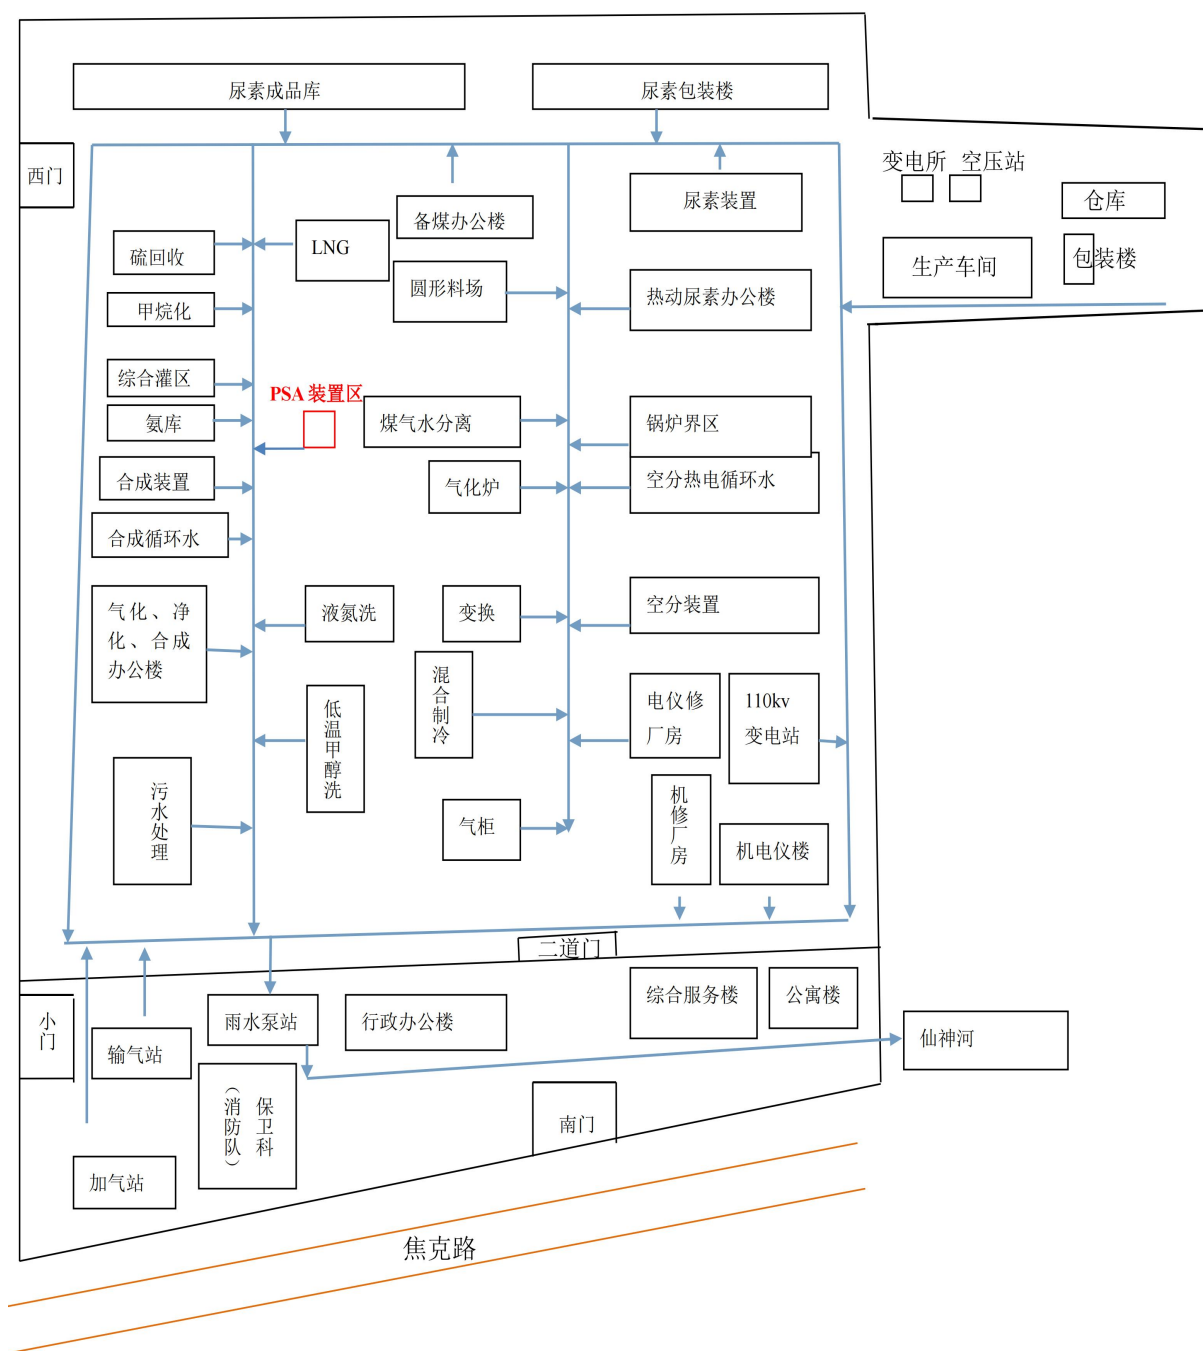 尿素成品库
尿素包装楼
西门
变电所
空压站
仓库
备煤办公楼
尿素装置
硫回收
LNG
生产车间
包装楼
圆形料场
热动尿素办公楼
甲烷化
综合灌区
PSA 装置区
氨库
煤气水分离
锅炉界区
合成装置
气化炉
空分热电循环水
合成循环水
气化、净
化、合成
办公楼
液氮洗
变换
空分装置
混合制冷
低温甲醇洗
电仪修
厂房
110kv
变电站
污水处理
气柜
机修厂房
机电仪楼
二道门
小门
输气站
雨水泵站
行政办公楼
综合服务楼
公寓楼
仙神河
保卫科
（消防队）
南门
加气站
焦克路